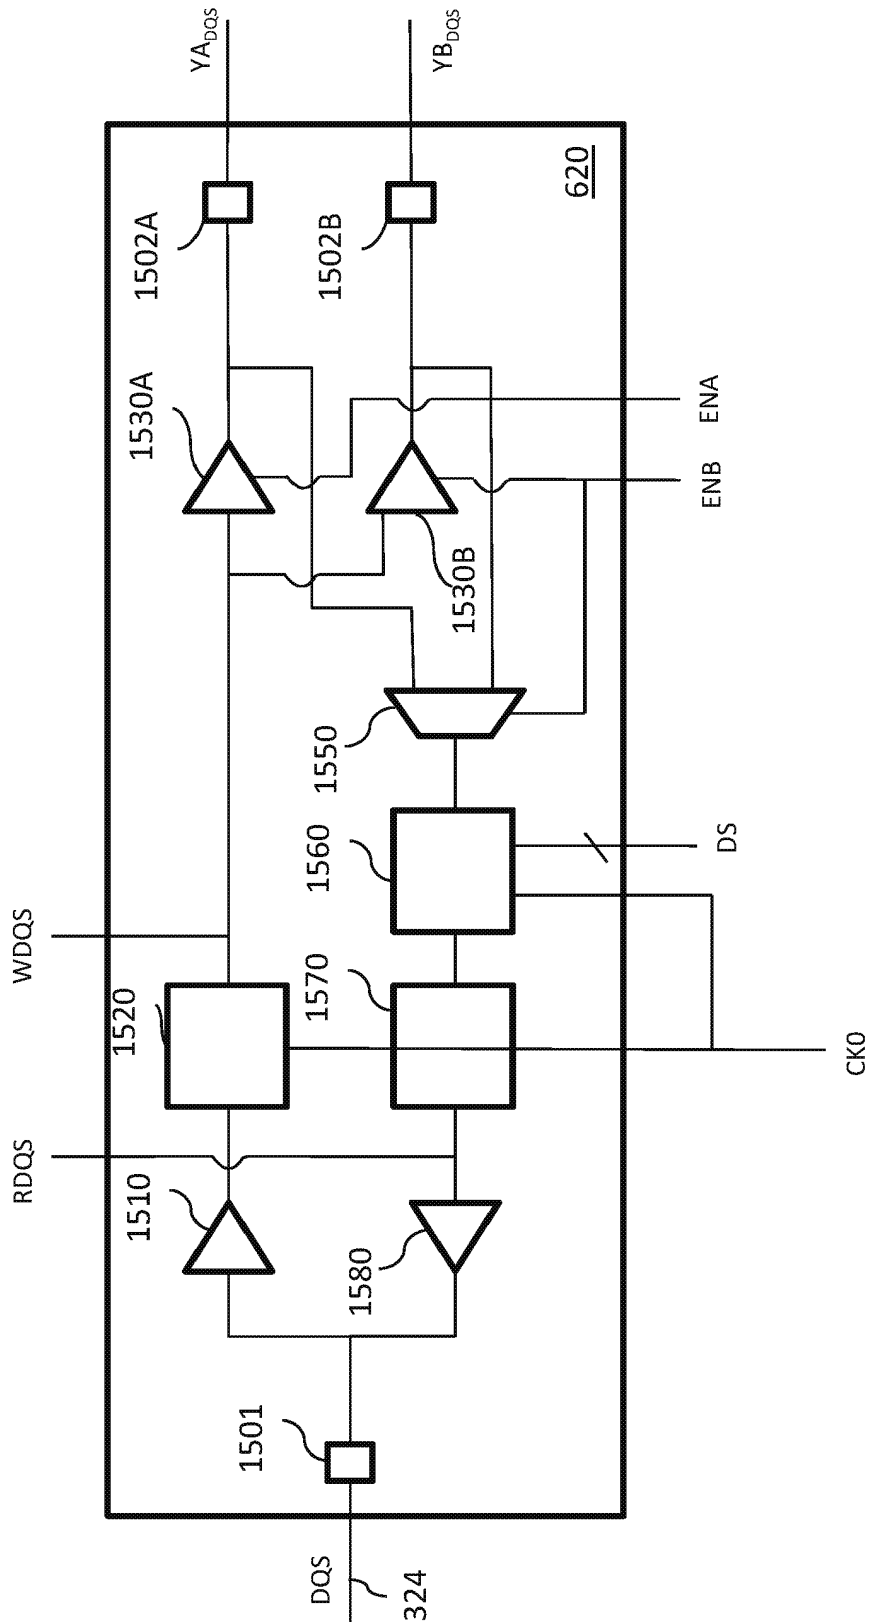 YA_DQS
YB_DQS
1502A
1502B
620
1530A
1530B
ENA
ENB
1550
1560
DS
WDQS
1520
1570
CK0
RDQS
1510
1580
1501
DQS
324